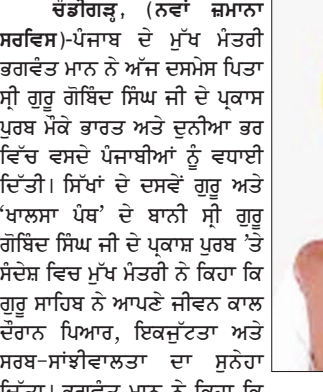 ਚੰਡੀਗੜ੍ਹ, (ਨਵਾਂ ਜ਼ਮਾਨਾ
ਸਰਵਿਸ)-ਪੰਜਾਬ ਦੇ ਮੁੱਖ ਮੰਤਰੀ
ਭਗਵੰਤ ਮਾਨ ਨੇ ਅੱਜ ਦਸਮੇਸ ਪਿਤਾ
ਸ੍ਰੀ ਗੁਰੂ ਗੋਬਿੰਦ ਸਿੰਘ ਜੀ ਦੇ ਪ੍ਰਕਾਸ
ਪੁਰਬ ਮੌਕੇ ਭਾਰਤ ਅਤੇ ਦੁਨੀਆ ਭਰ
ਵਿੱਚ ਵਸਦੇ ਪੰਜਾਬੀਆਂ ਨੂੰ ਵਧਾਈ
ਦਿੱਤੀ। ਸਿੱਖਾਂ ਦੇ ਦਸਵੇਂ ਗੁਰੂ ਅਤੇ
'ਖਾਲਸਾ ਪੰਥ' ਦੇ ਬਾਨੀ ਸ੍ਰੀ ਗੁਰੂ
ਗੋਬਿੰਦ ਸਿੰਘ ਜੀ ਦੇ ਪ੍ਰਕਾਸ਼ ਪੁਰਬ 'ਤੇ
ਸੰਦੇਸ਼ ਵਿਚ ਮੁੱਖ ਮੰਤਰੀ ਨੇ ਕਿਹਾ ਕਿ
ਗੁਰੂ ਸਾਹਿਬ ਨੇ ਆਪਣੇ ਜੀਵਨ ਕਾਲ
ਦੌਰਾਨ ਪਿਆਰ, ਇਕਜੁੱਟਤਾ ਅਤੇ
ਸਰਬ-ਸਾਂਝੀਵਾਲਤਾ ਦਾ ਸੁਨੇਹਾ
ਦਿੱਤਾ। ਭਗਵੰਤ ਮਾਨ ਨੇ ਕਿਹਾ ਕਿ